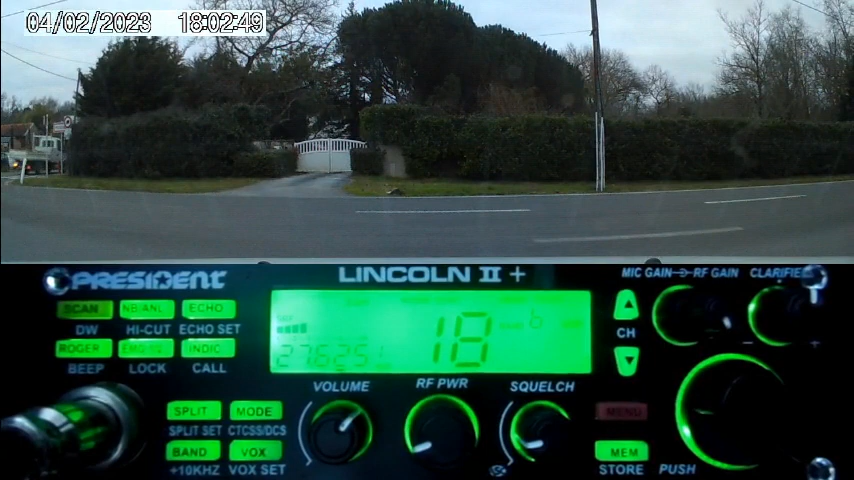 04/02/2023 18:02:49
PRESIDENT LINCOLN II +
MIC GAIN RF GAIN CLARIFIER
SCAN NB/ANL ECHO
DW HI-CUT ECHO SET
ROGER EMG INDIC
BEEP LOCK CALL
27.625
18 b
CH
VOLUME RF PWR SQUELCH
SPLIT MODE
SPLIT SET CTCSS/DCS
BAND VOX
+10KHZ VOX SET
MENU
MEM
STORE PUSH